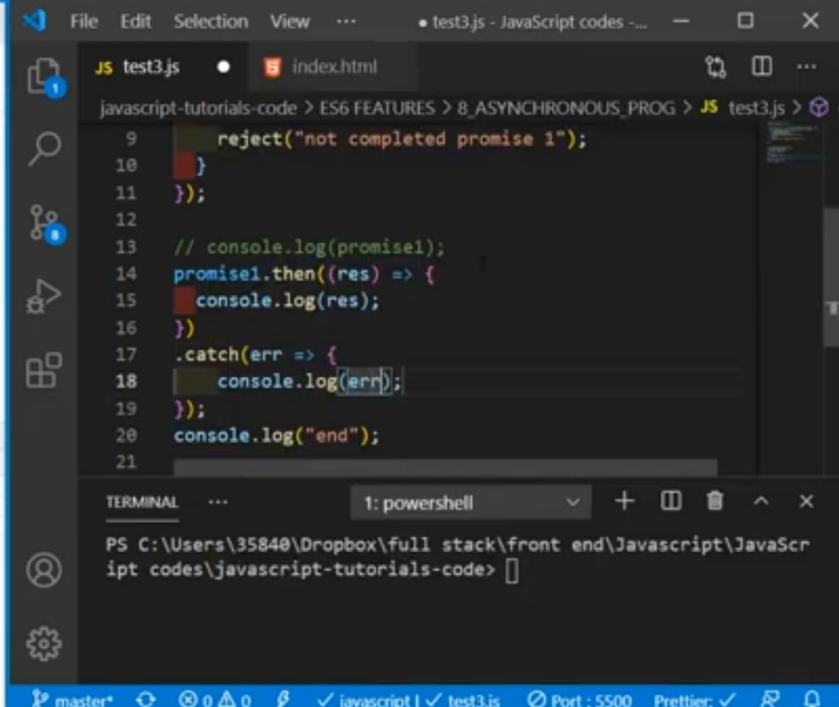 File Edit Selection View ··· ● test3.js - JavaScript codes -...
JS test3.js ● index.html ···
1
javascript-tutorials-code > ES6 FEATURES > 8_ASYNCHRONOUS_PROG > JS test3.js >
9 reject("not completed promise 1");
10 }
11 });
12
8
13 // console.log(promise1);
14 promise1.then((res) => {
15 console.log(res);
16 })
17 .catch(err => {
18 console.log(err);
19 });
20 console.log("end");
21
TERMINAL ··· 1: powershell
PS C:\Users\35840\Dropbox\full stack\front end\Javascript\JavaScr
ipt codes\javascript-tutorials-code>
master* 0 0 ✓ javascript | ✓ test3.js Port : 5500 Prettier: ✓